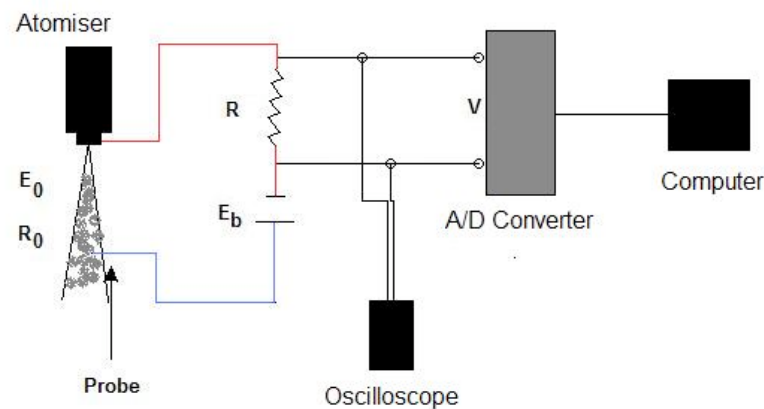 Atomiser
R
V
E0
R0
Eb
Computer
A/D Converter
Probe
Oscilloscope